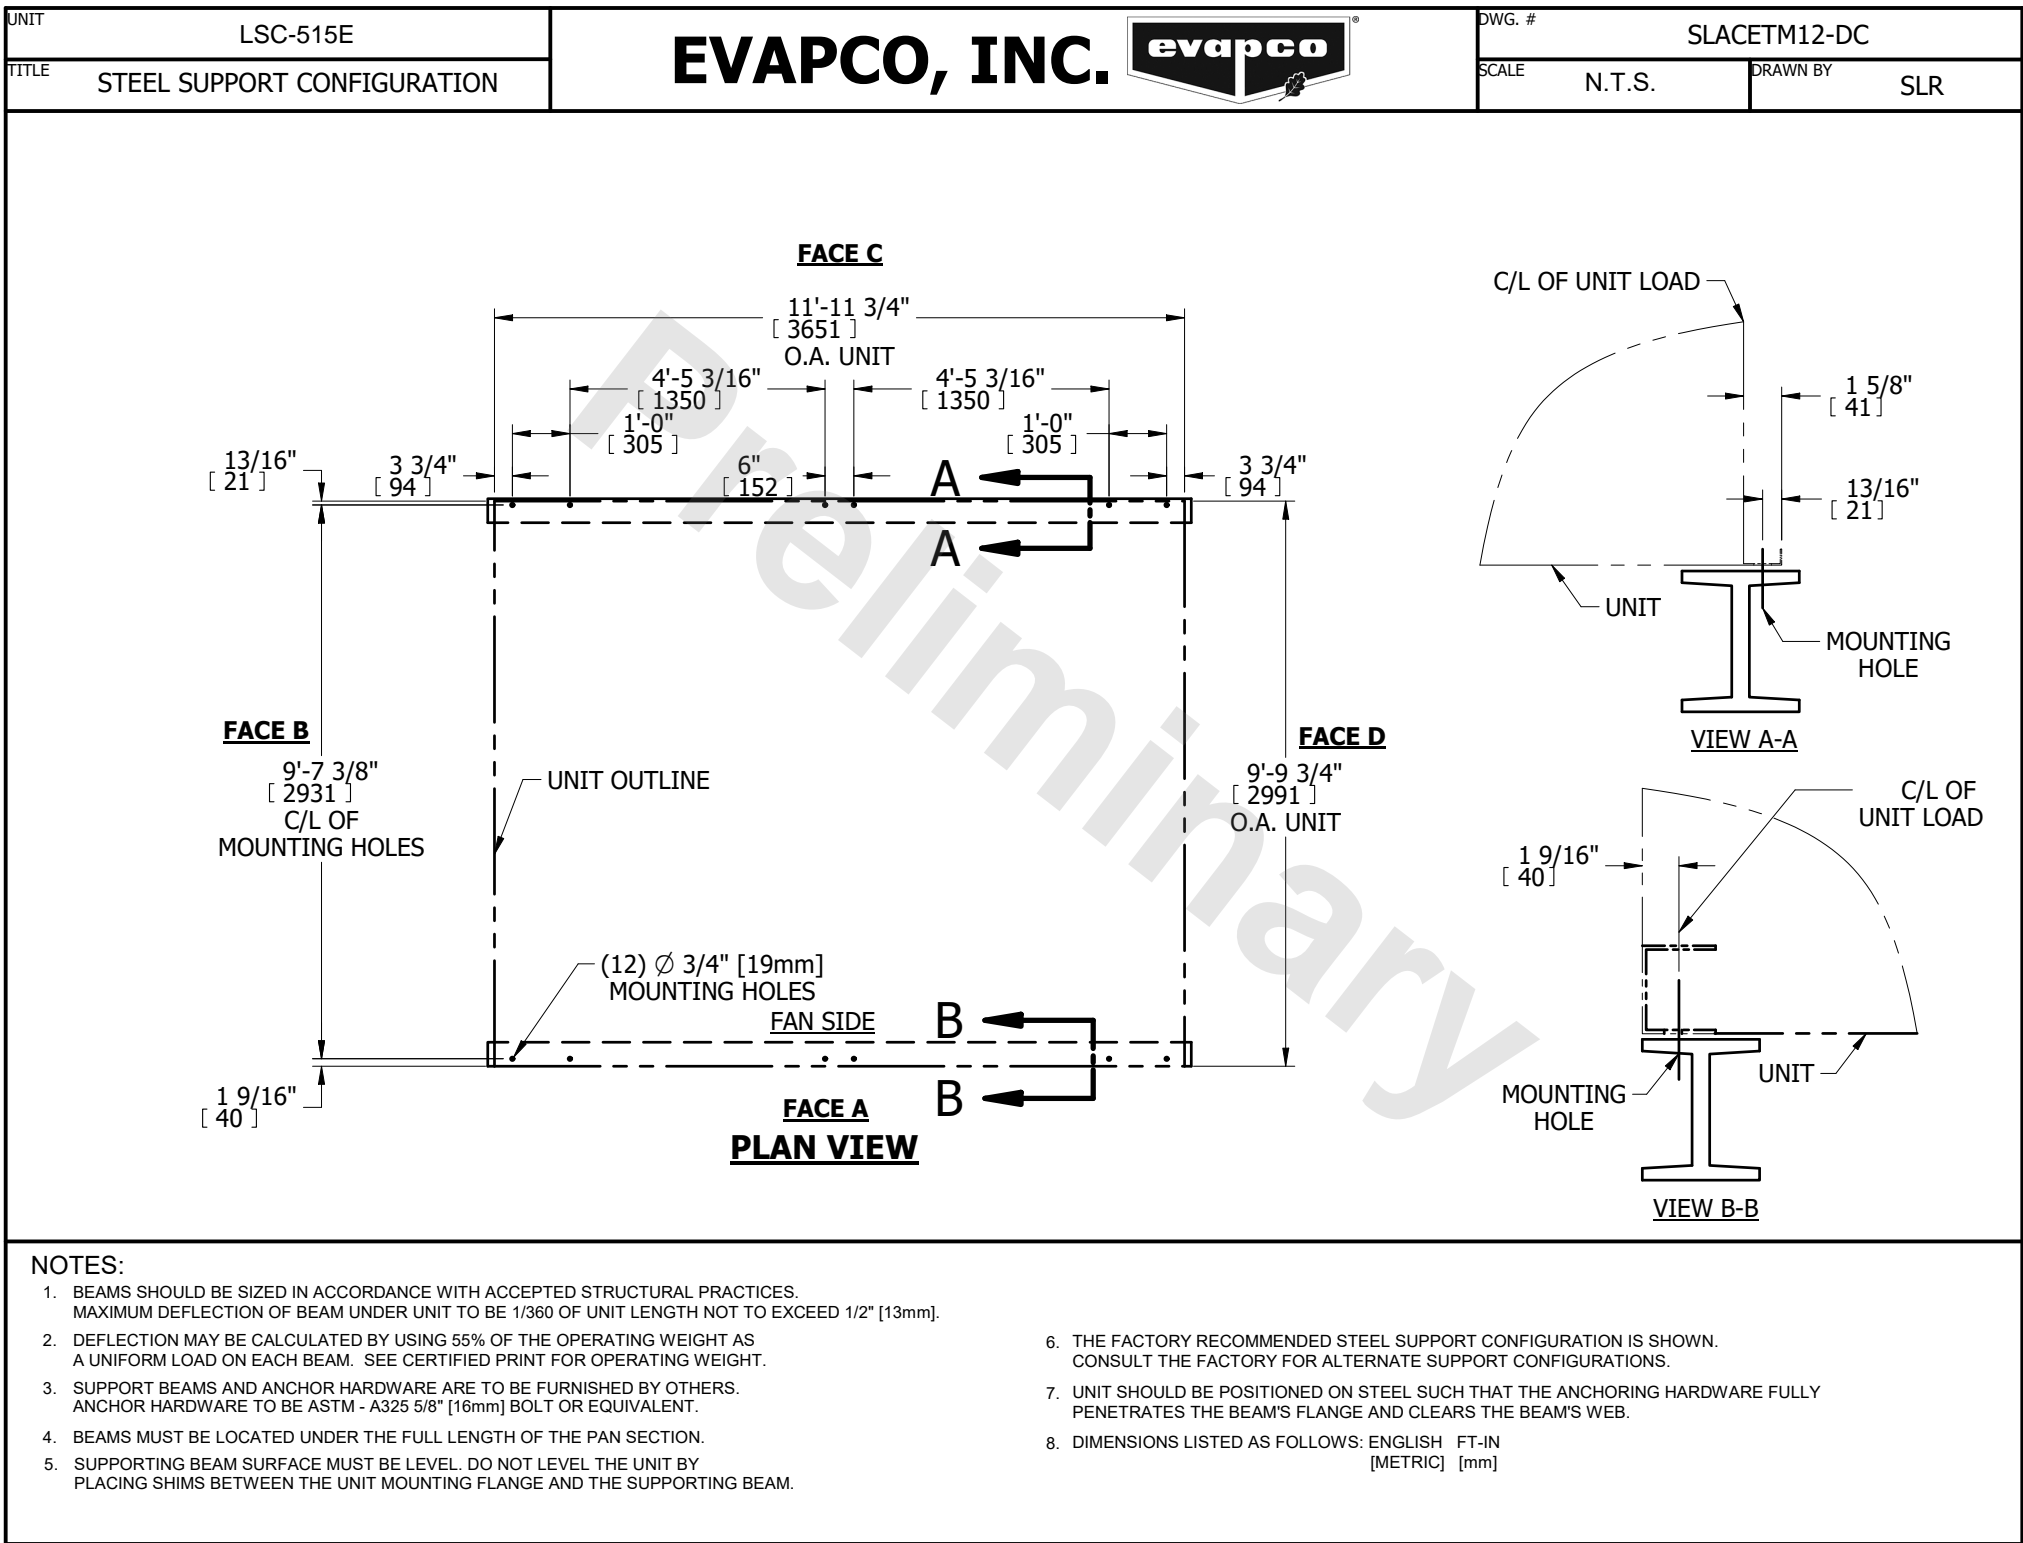 UNIT
LSC-515E
TITLE
STEEL SUPPORT CONFIGURATION
EVAPCO, INC.
evapco
®
DWG. #
SLACETM12-DC
SCALE
N.T.S.
DRAWN BY
SLR
FACE C
11'-11 3/4"
[ 3651 ]
O.A. UNIT
4'-5 3/16"
[ 1350 ]
4'-5 3/16"
[ 1350 ]
1'-0"
[ 305 ]
1'-0"
[ 305 ]
13/16"
[ 21 ]
3 3/4"
[ 94 ]
6"
[ 152 ]
3 3/4"
[ 94 ]
A
A
FACE B
9'-7 3/8"
[ 2931 ]
C/L OF
MOUNTING HOLES
UNIT OUTLINE
FACE D
9'-9 3/4"
[ 2991 ]
O.A. UNIT
(12) Ø 3/4" [19mm]
MOUNTING HOLES
FAN SIDE
B
B
1 9/16"
[ 40 ]
FACE A
PLAN VIEW
Preliminary
C/L OF UNIT LOAD
1 5/8"
[ 41 ]
13/16"
[ 21 ]
UNIT
MOUNTING
HOLE
VIEW A-A
C/L OF
UNIT LOAD
1 9/16"
[ 40 ]
UNIT
MOUNTING
HOLE
VIEW B-B
NOTES:
1. BEAMS SHOULD BE SIZED IN ACCORDANCE WITH ACCEPTED STRUCTURAL PRACTICES.
MAXIMUM DEFLECTION OF BEAM UNDER UNIT TO BE 1/360 OF UNIT LENGTH NOT TO EXCEED 1/2" [13mm].
2. DEFLECTION MAY BE CALCULATED BY USING 55% OF THE OPERATING WEIGHT AS
A UNIFORM LOAD ON EACH BEAM. SEE CERTIFIED PRINT FOR OPERATING WEIGHT.
3. SUPPORT BEAMS AND ANCHOR HARDWARE ARE TO BE FURNISHED BY OTHERS.
ANCHOR HARDWARE TO BE ASTM - A325 5/8" [16mm] BOLT OR EQUIVALENT.
4. BEAMS MUST BE LOCATED UNDER THE FULL LENGTH OF THE PAN SECTION.
5. SUPPORTING BEAM SURFACE MUST BE LEVEL. DO NOT LEVEL THE UNIT BY
PLACING SHIMS BETWEEN THE UNIT MOUNTING FLANGE AND THE SUPPORTING BEAM.
6. THE FACTORY RECOMMENDED STEEL SUPPORT CONFIGURATION IS SHOWN.
CONSULT THE FACTORY FOR ALTERNATE SUPPORT CONFIGURATIONS.
7. UNIT SHOULD BE POSITIONED ON STEEL SUCH THAT THE ANCHORING HARDWARE FULLY
PENETRATES THE BEAM'S FLANGE AND CLEARS THE BEAM'S WEB.
8. DIMENSIONS LISTED AS FOLLOWS: ENGLISH FT-IN
[METRIC] [mm]